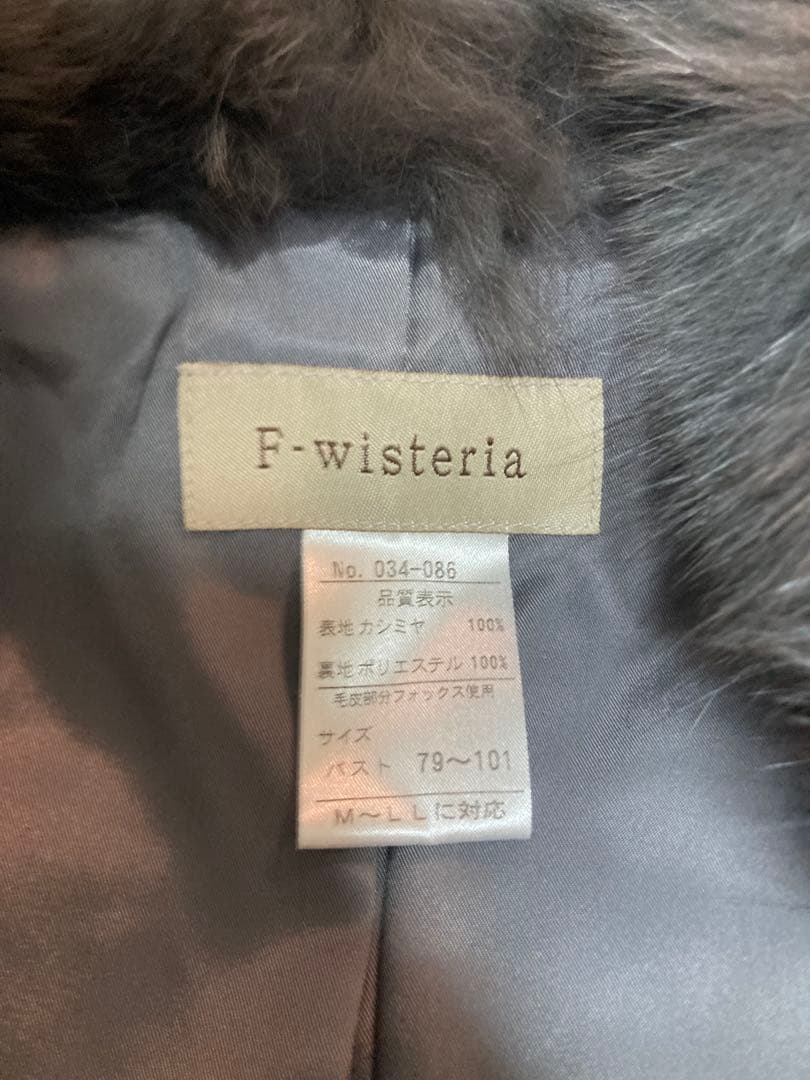 F-wisteria
No. 034-086
品質表示
表地 カシミヤ 100%
裏地 ポリエステル 100%
毛皮部分フォックス使用
サイズ
バスト 79～101
M～LLに対応